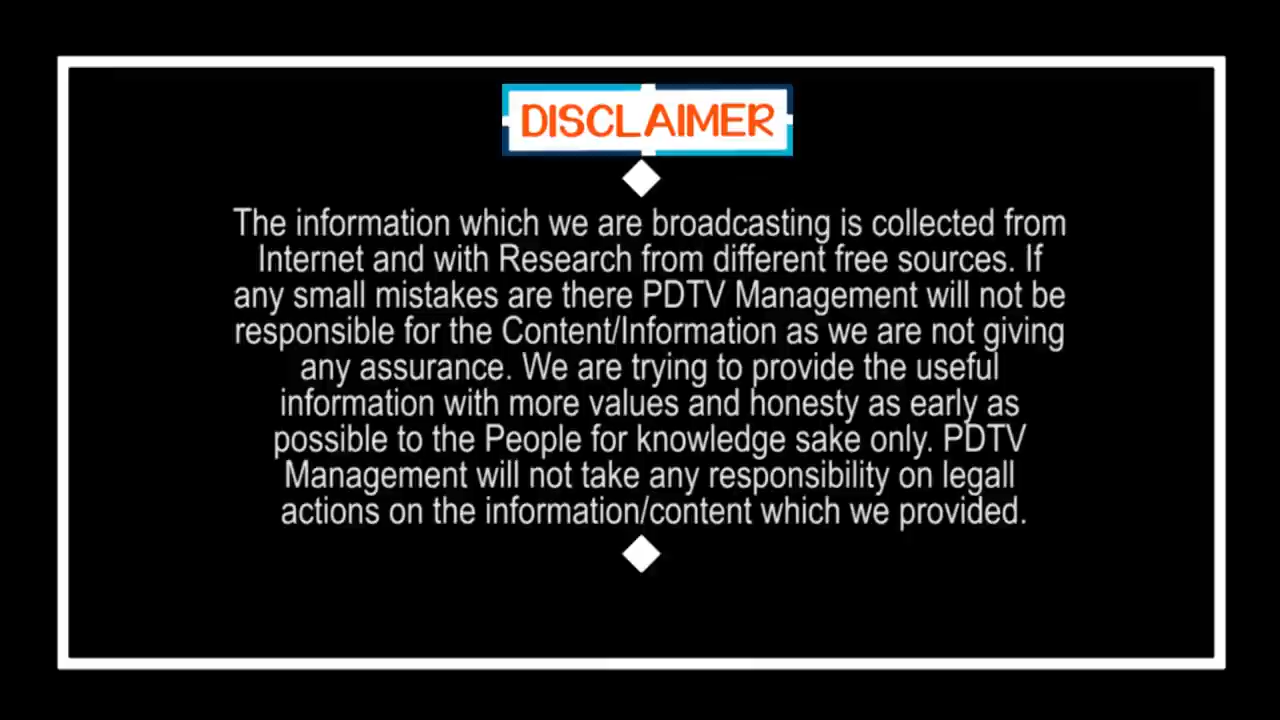 DISCLAIMER
The information which we are broadcasting is collected from
Internet and with Research from different free sources. If
any small mistakes are there PDTV Management will not be
responsible for the Content/Information as we are not giving
any assurance. We are trying to provide the useful
information with more values and honesty as early as
possible to the People for knowledge sake only. PDTV
Management will not take any responsibility on legall
actions on the information/content which we provided.